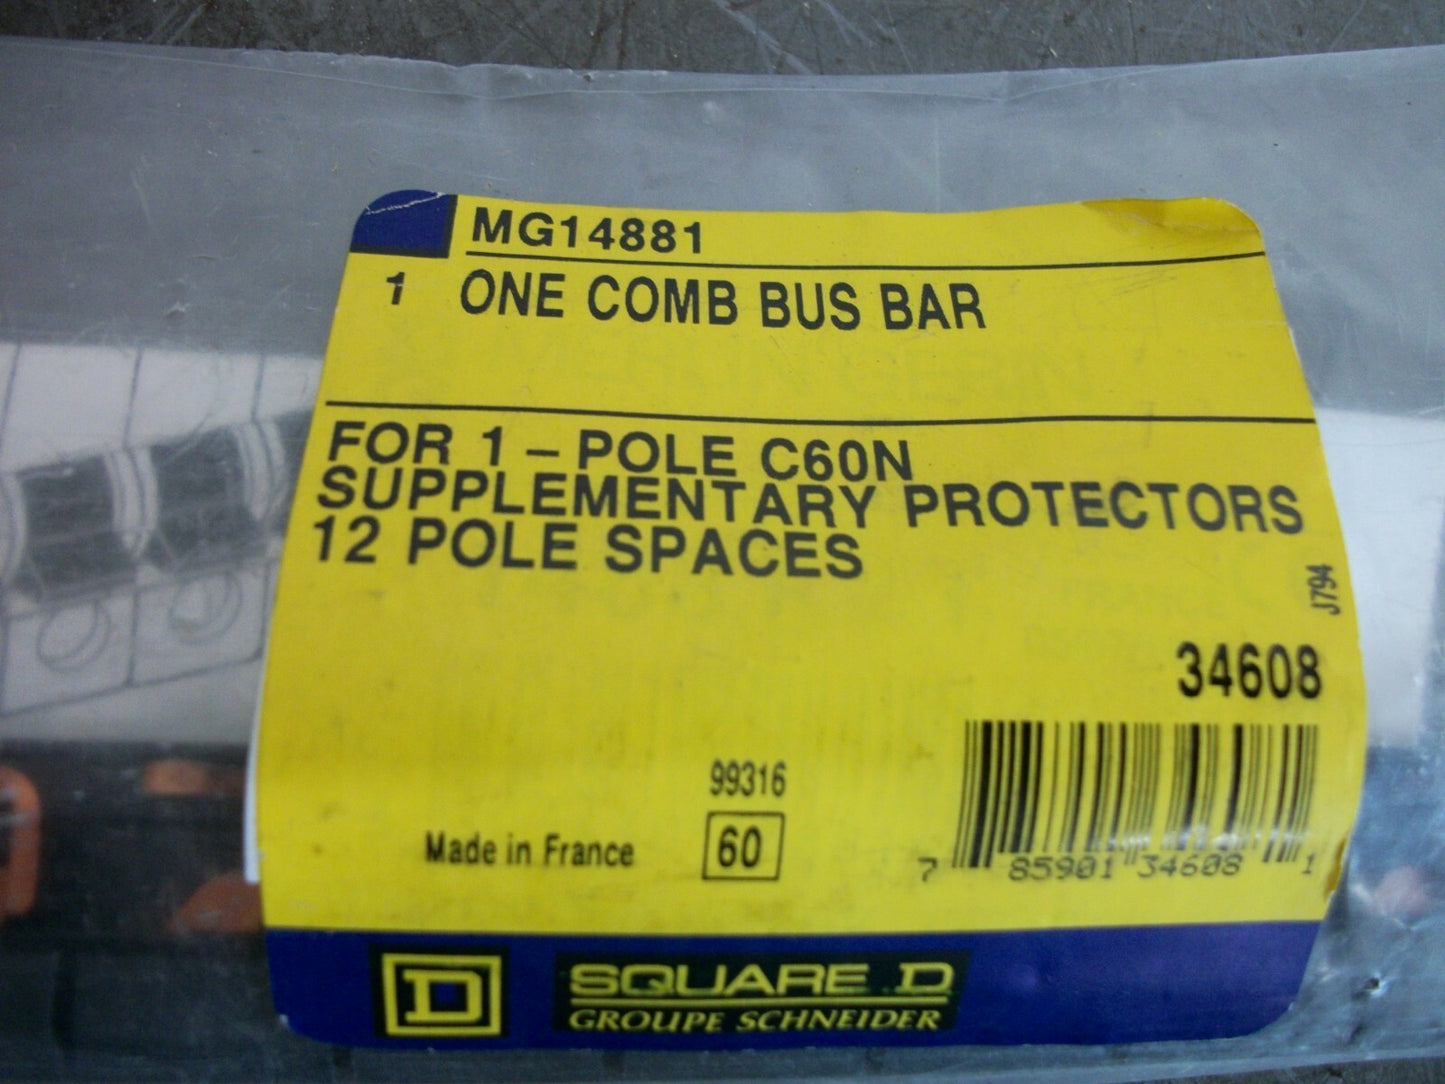 MG14881
1 ONE COMB BUS BAR
FOR 1 - POLE C60N
SUPPLEMENTARY PROTECTORS
12 POLE SPACES
J794
34608
99316
Made in France 60
7 85901 34608 1
D SQUARE D
GROUPE SCHNEIDER